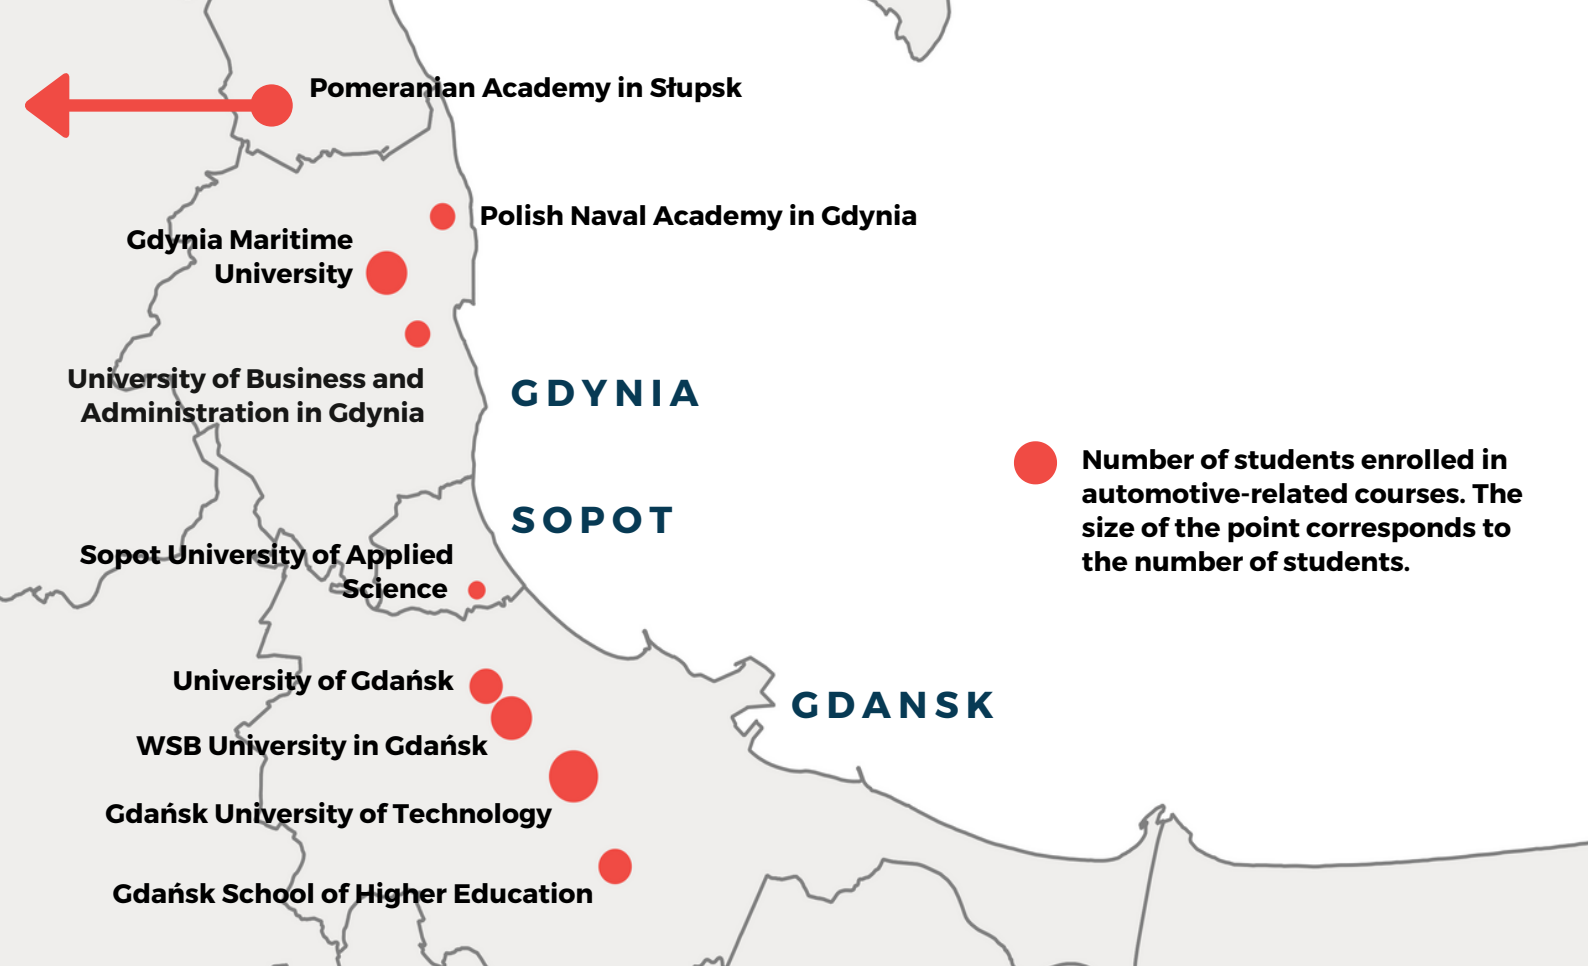 Pomeranian Academy in Słupsk
Polish Naval Academy in Gdynia
Gdynia Maritime
University
University of Business and
Administration in Gdynia
GDYNIA
SOPOT
Number of students enrolled in
automotive-related courses. The
size of the point corresponds to
the number of students.
Sopot University of Applied
Science
University of Gdańsk
GDANSK
WSB University in Gdańsk
Gdańsk University of Technology
Gdańsk School of Higher Education